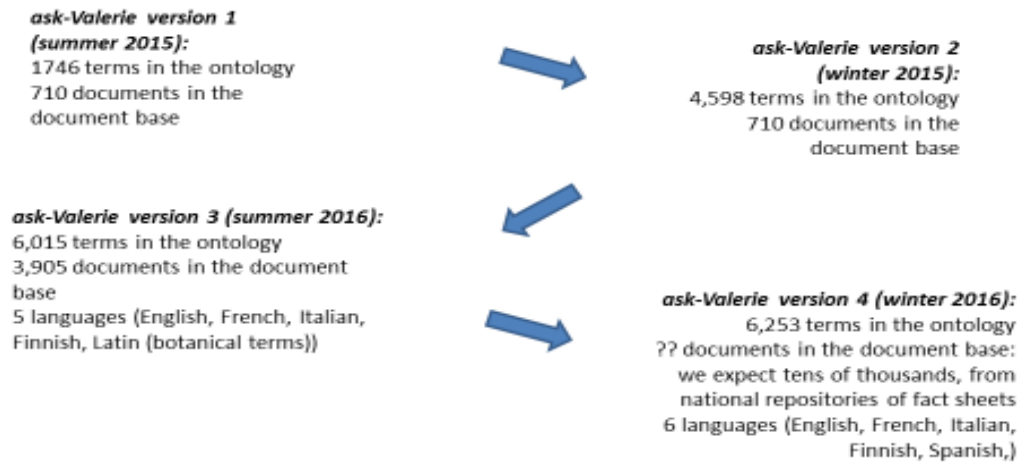 ask-Valerie version 1
(summer 2015):
1746 terms in the ontology
710 documents in the
document base
ask-Valerie version 2
(winter 2015):
4,598 terms in the ontology
710 documents in the
document base
ask-Valerie version 3 (summer 2016):
6,015 terms in the ontology
3,905 documents in the document
base
5 languages (English, French, Italian,
Finnish, Latin (botanical terms))
ask-Valerie version 4 (winter 2016):
6,253 terms in the ontology
?? documents in the document base:
we expect tens of thousands, from
national repositories of fact sheets
6 languages (English, French, Italian,
Finnish, Spanish,)